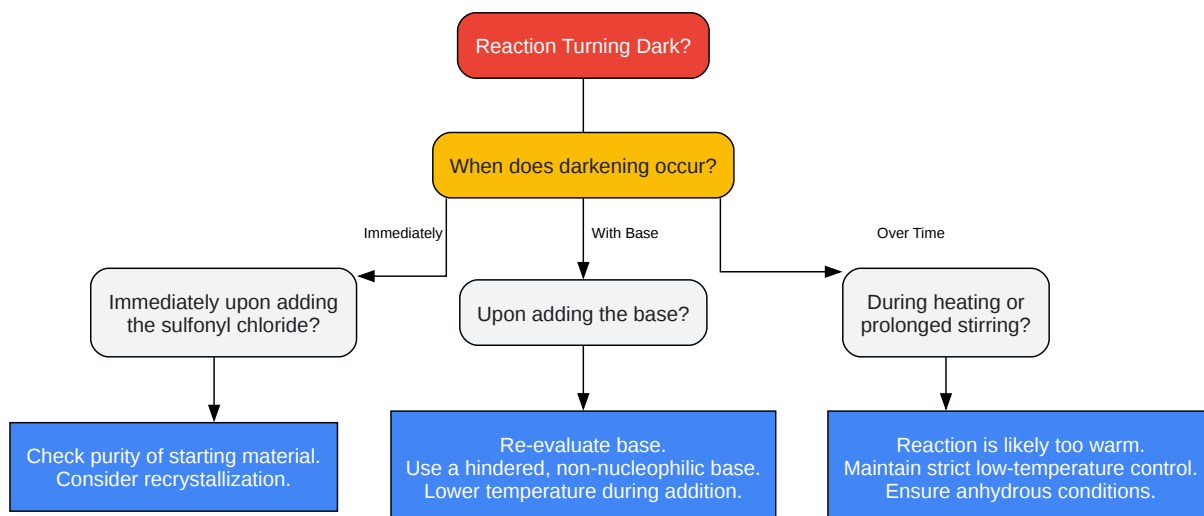 Reaction Turning Dark?
When does darkening occur?
Immediately
With Base
Over Time
Immediately upon adding
the sulfonyl chloride?
Upon adding the base?
During heating or
prolonged stirring?
Check purity of starting material.
Consider recrystallization.
Re-evaluate base.
Use a hindered, non-nucleophilic base.
Lower temperature during addition.
Reaction is likely too warm.
Maintain strict low-temperature control.
Ensure anhydrous conditions.